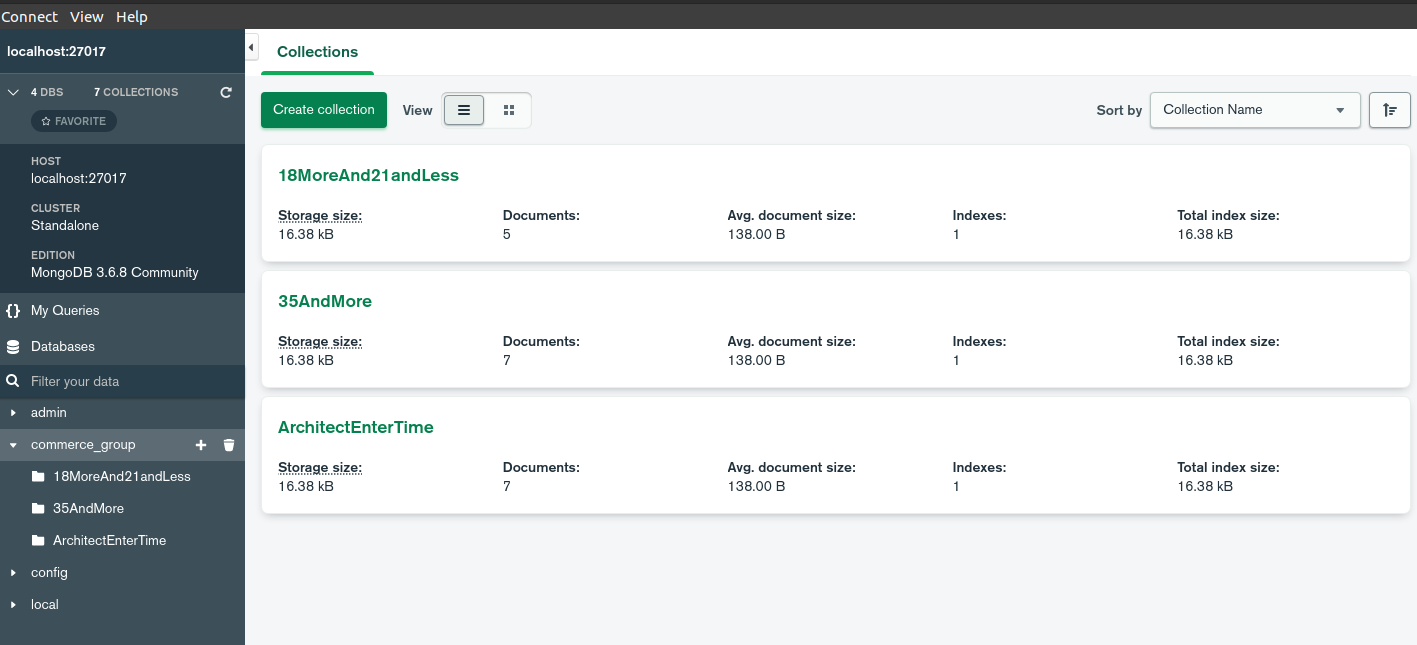 Connect View Help
localhost:27017
4 DBS 7 COLLECTIONS
FAVORITE
HOST
localhost:27017
CLUSTER
Standalone
EDITION
MongoDB 3.6.8 Community
{} My Queries
Databases
Filter your data
admin
commerce_group
18MoreAnd21andLess
35AndMore
ArchitectEnterTime
config
local
Collections
Create collection View Sort by Collection Name
18MoreAnd21andLess
Storage size: Documents: Avg. document size: Indexes: Total index size:
16.38 kB 5 138.00 B 1 16.38 kB
35AndMore
Storage size: Documents: Avg. document size: Indexes: Total index size:
16.38 kB 7 138.00 B 1 16.38 kB
ArchitectEnterTime
Storage size: Documents: Avg. document size: Indexes: Total index size:
16.38 kB 7 138.00 B 1 16.38 kB